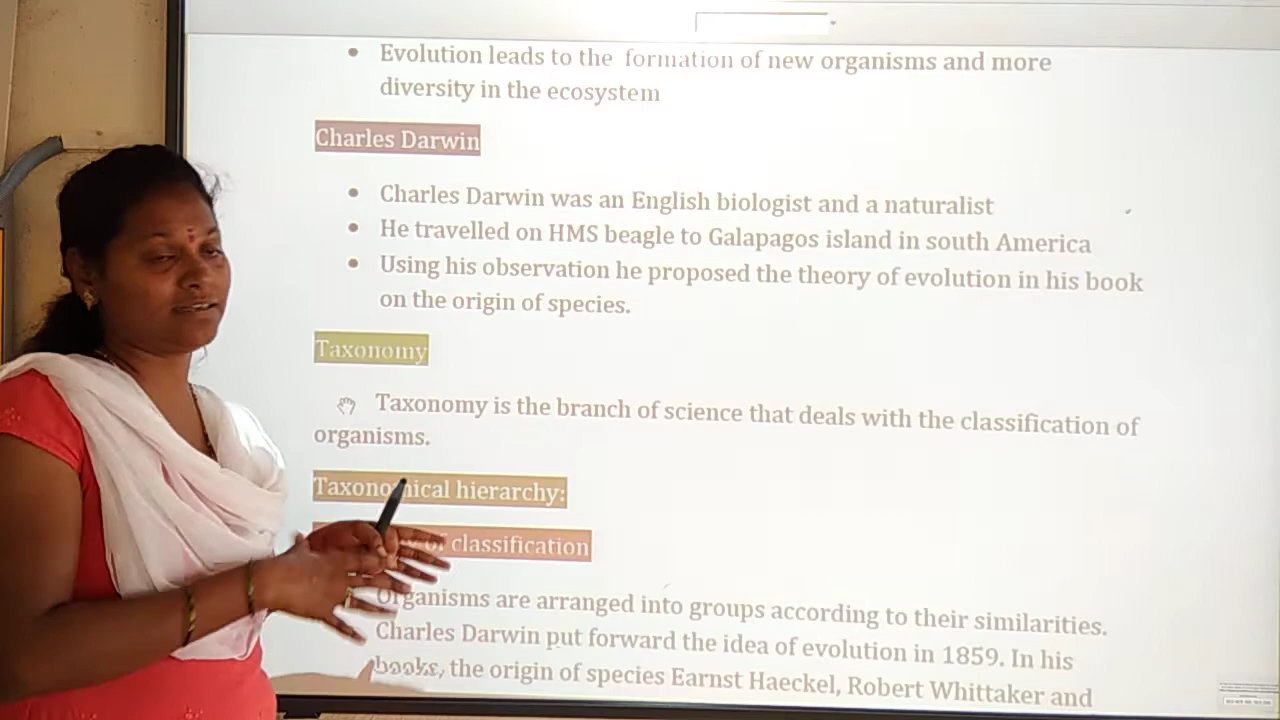 Evolution leads to the formation of new organisms and more
diversity in the ecosystem
Charles Darwin
Charles Darwin was an English biologist and a naturalist
He travelled on HMS beagle to Galapagos island in south America
Using his observation he proposed the theory of evolution in his book
on the origin of species.
Taxonomy
Taxonomy is the branch of science that deals with the classification of
organisms.
Taxonomical hierarchy:
of classification
Organisms are arranged into groups according to their similarities.
Charles Darwin put forward the idea of evolution in 1859. In his
books, the origin of species Earnst Haeckel, Robert Whittaker and